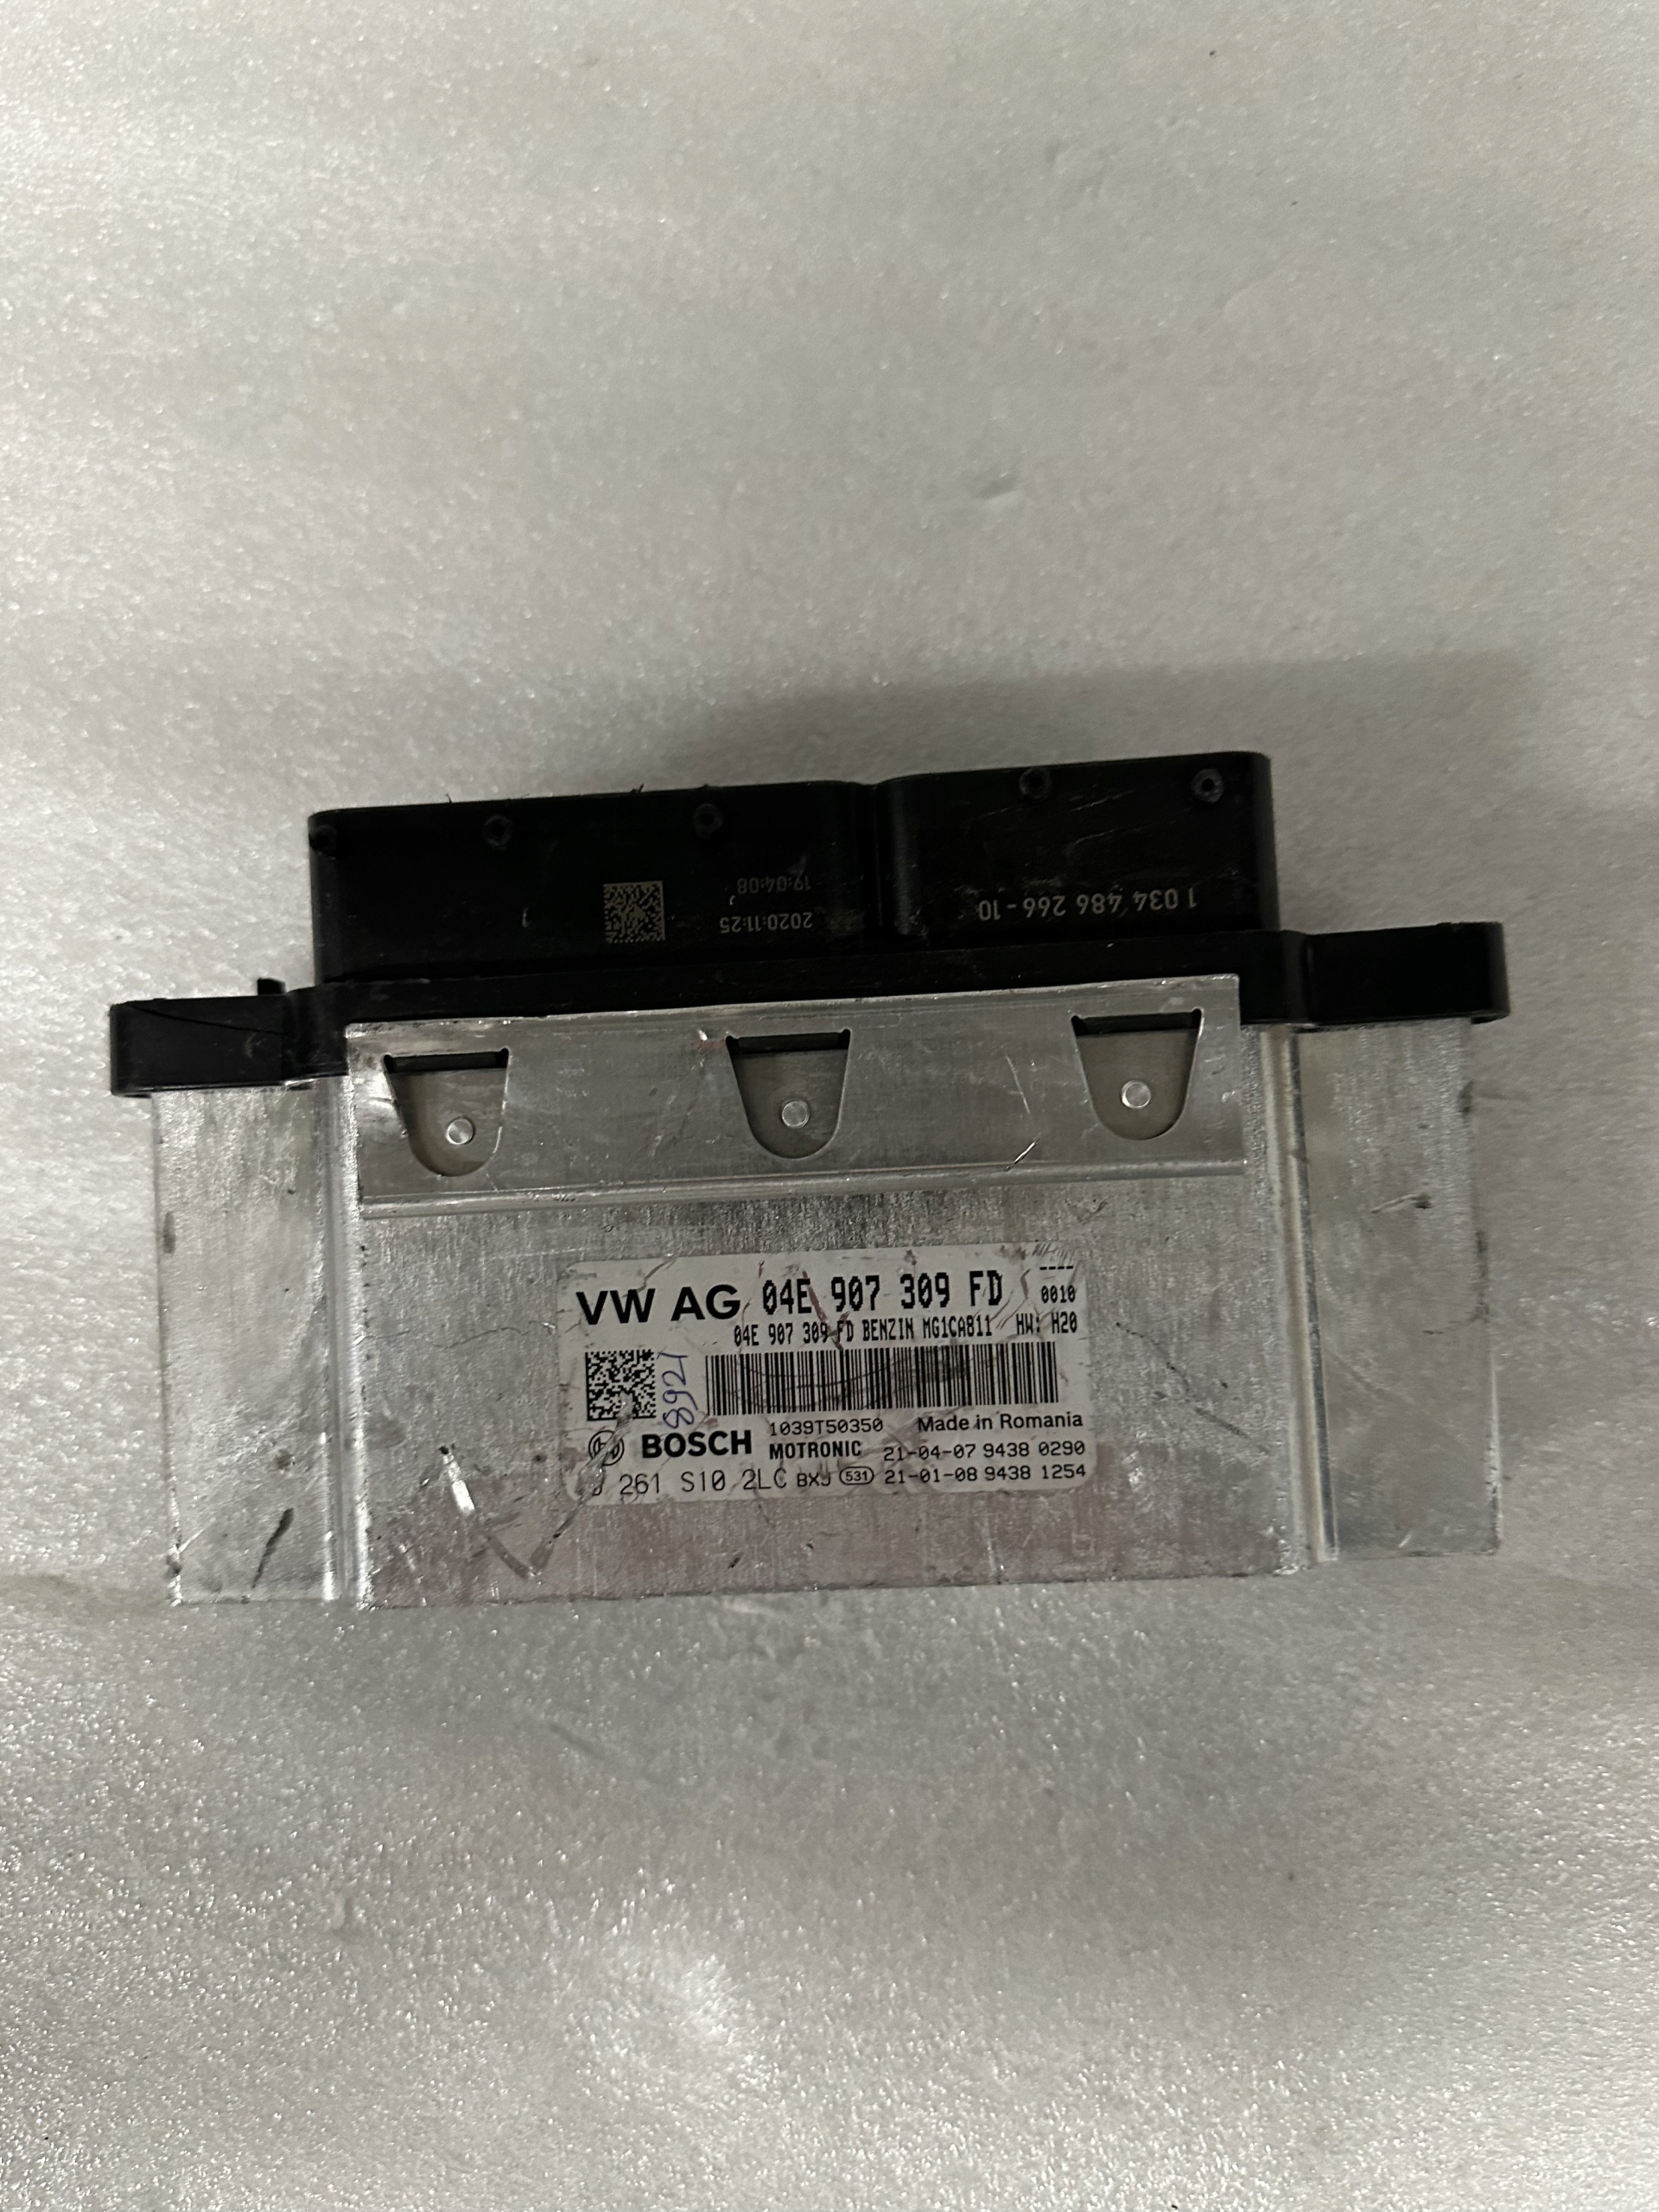 19:04:08
2020:11:25
1 034 486 266-10
VW AG 04E 907 309 FD
----
0010
04E 907 309 FD BENZIN MG1CA811 HW: H20
8921
BOSCH
1039T50350 Made in Romania
MOTRONIC 21-04-07 9438 0290
261 S10 2LC BXJ 531 21-01-08 9438 1254